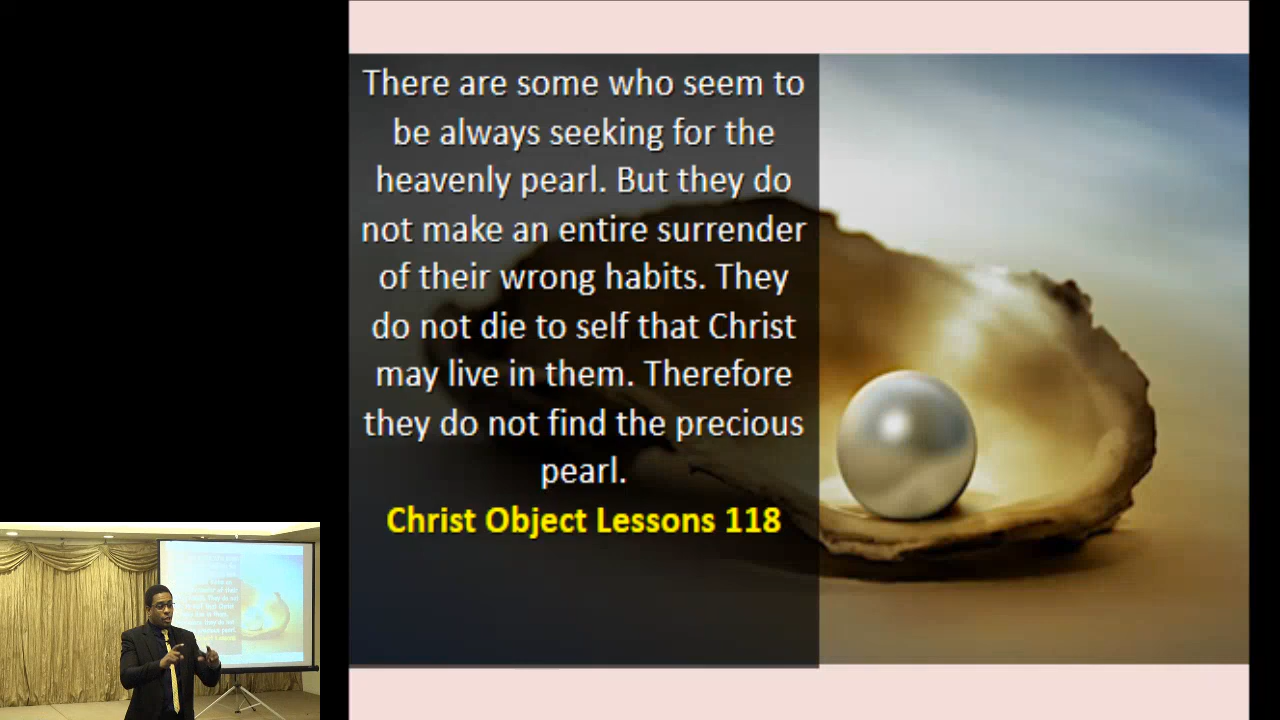 There are some who seem to
be always seeking for the
heavenly pearl. But they do
not make an entire surrender
of their wrong habits. They
do not die to self that Christ
may live in them. Therefore
they do not find the precious
pearl.
Christ Object Lessons 118